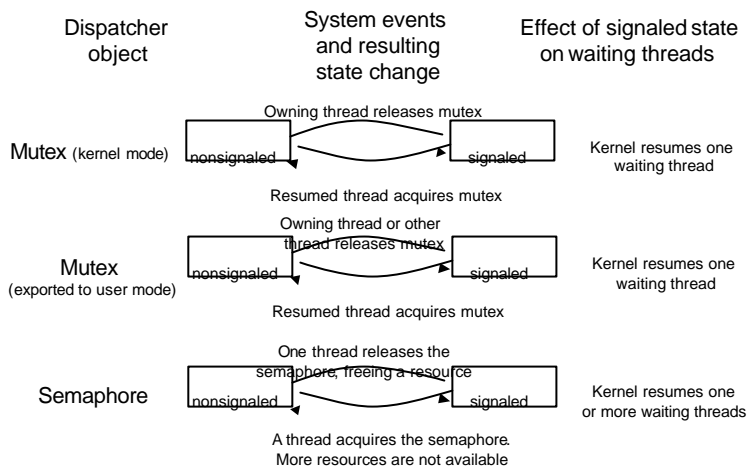 Dispatcher
object
System events
and resulting
state change
Effect of signaled state
on waiting threads
Owning thread releases mutex
Mutex (kernel mode)
nonsignaled
signaled
Kernel resumes one
waiting thread
Resumed thread acquires mutex
Owning thread or other
thread releases mutex
Mutex
(exported to user mode)
nonsignaled
signaled
Kernel resumes one
waiting thread
Resumed thread acquires mutex
One thread releases the
semaphore, freeing a resource
Semaphore
nonsignaled
signaled
Kernel resumes one
or more waiting threads
A thread acquires the semaphore.
More resources are not available